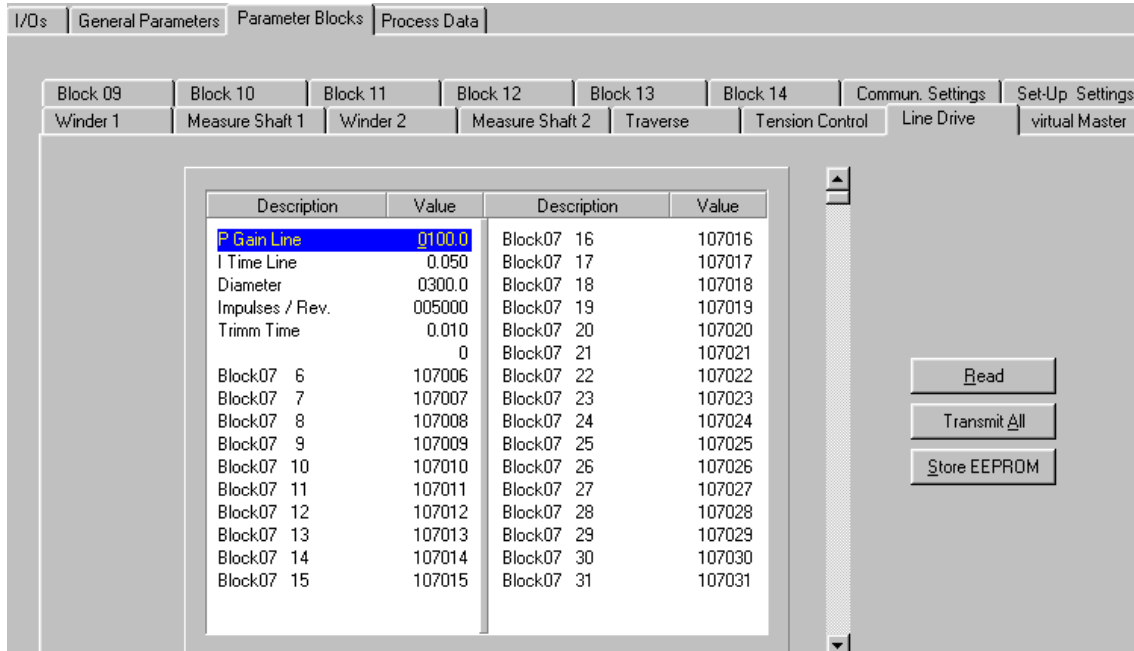 I/Os General Parameters Parameter Blocks Process Data
Block 09 Block 10 Block 11 Block 12 Block 13 Block 14 Commun. Settings Set-Up Settings
Winder 1 Measure Shaft 1 Winder 2 Measure Shaft 2 Traverse Tension Control Line Drive virtual Master
Description Value Description Value
P Gain Line 0100.0 Block07 16 107016
I Time Line 0.050 Block07 17 107017
Diameter 0300.0 Block07 18 107018
Impulses / Rev. 005000 Block07 19 107019
Trimm Time 0.010 Block07 20 107020
0 Block07 21 107021
Block07 6 107006 Block07 22 107022
Block07 7 107007 Block07 23 107023
Block07 8 107008 Block07 24 107024
Block07 9 107009 Block07 25 107025
Block07 10 107010 Block07 26 107026
Block07 11 107011 Block07 27 107027
Block07 12 107012 Block07 28 107028
Block07 13 107013 Block07 29 107029
Block07 14 107014 Block07 30 107030
Block07 15 107015 Block07 31 107031
Read
Transmit All
Store EEPROM